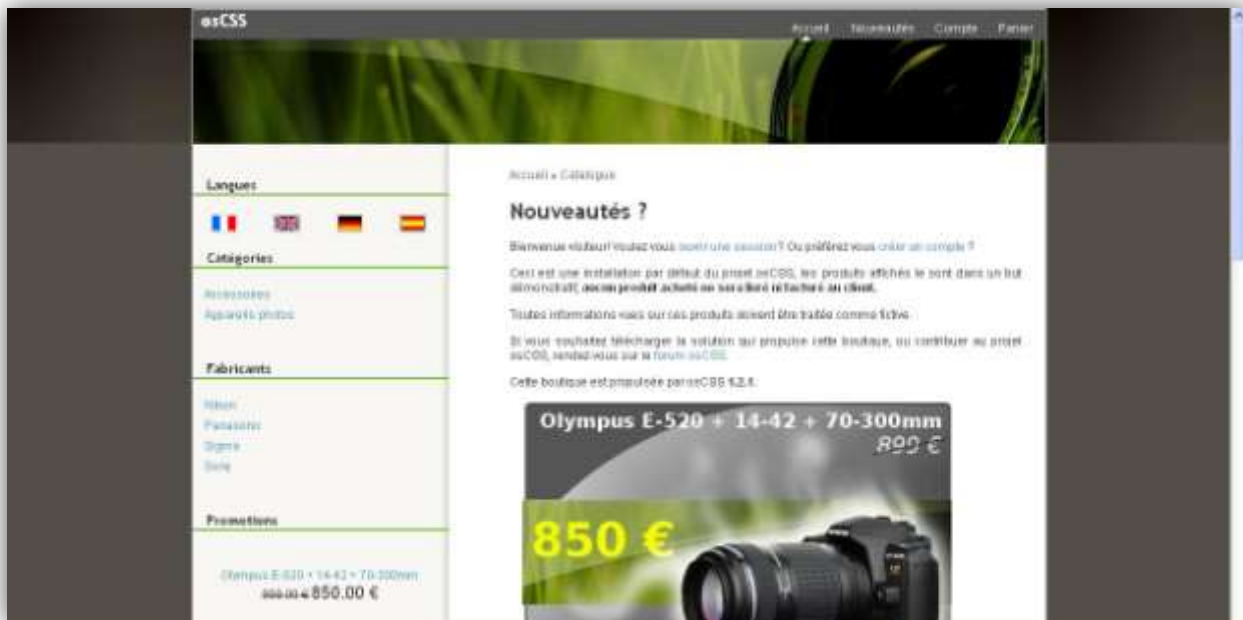 osCSS
Accueil Nouveautés Compte Panier
Langues
Catégories
Accessoires
Appareils photos
Fabricants
Nikon
Panasonic
Sigma
Sony
Promotions
Olympus E-520 + 14-42 + 70-300mm
899.00 € 850.00 €
Accueil » Catalogue
Nouveautés ?
Bienvenue visiteur! Voulez vous ouvrir une session ? Ou préférez vous créer un compte ?
Ceci est une installation par défaut du projet osCSS, les produits affichés le sont dans un but
démonstratif, aucun produit acheté ne sera livré ni facturé au client.
Toutes informations vues sur ces produits doivent être traitée comme fictive.
Si vous souhaitez télécharger la solution qui propulse cette boutique, ou contribuer au projet
osCSS, rendez-vous sur le forum osCSS.
Cette boutique est propulsée par osCSS 1.2.1.
Olympus E-520 + 14-42 + 70-300mm
899 €
850 €